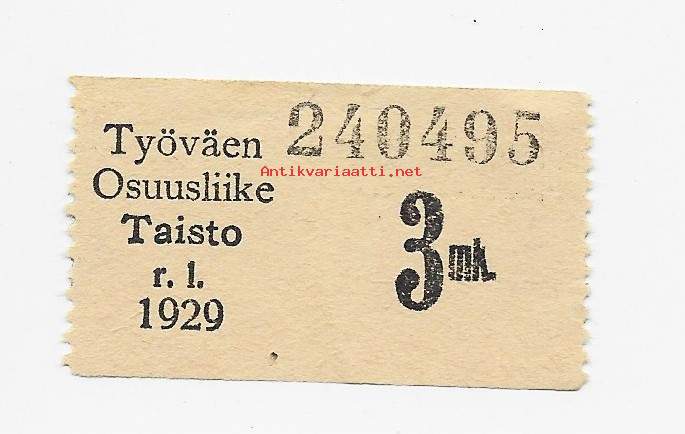 Työväen
Osuusliike
Taisto
r. l.
1929
240495
Antikvariaatti.net
3 mk.